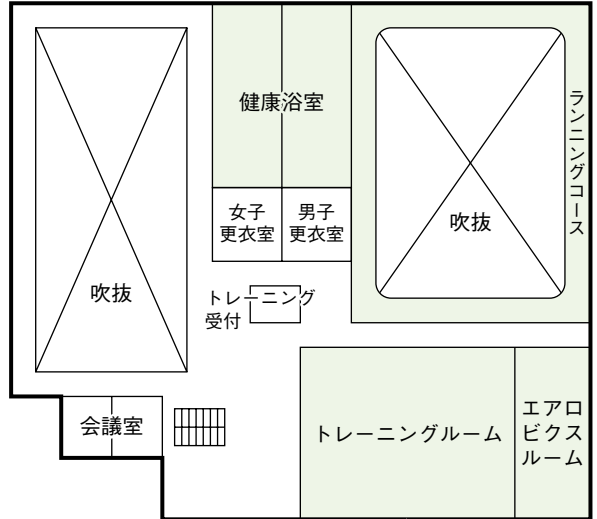 健康浴室
ランニングコース
女子
更衣室
男子
更衣室
吹抜
吹抜
トレーニング
受付
会議室
トレーニングルーム
エアロ
ビクス
ルーム